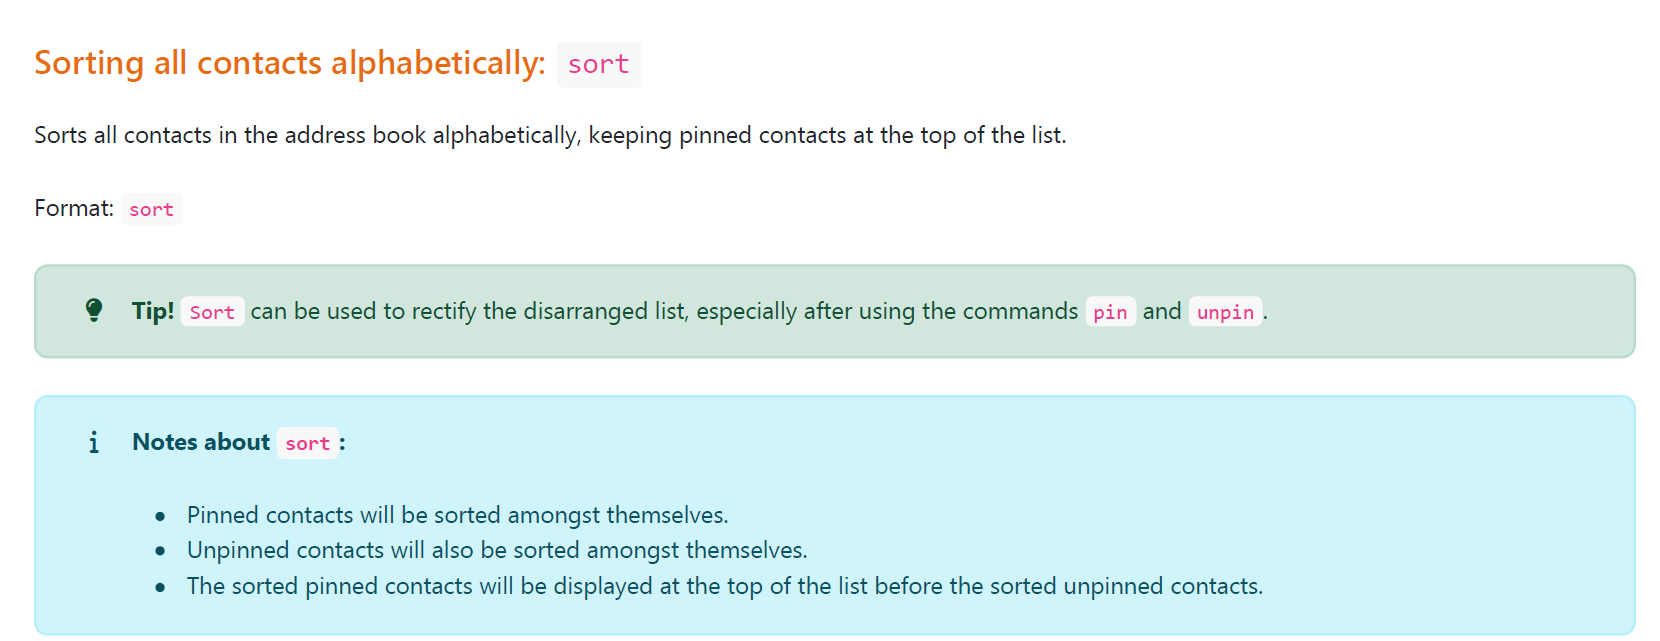 Sorting all contacts alphabetically: sort
Sorts all contacts in the address book alphabetically, keeping pinned contacts at the top of the list.
Format: sort
Tip! Sort can be used to rectify the disarranged list, especially after using the commands pin and unpin.
Notes about sort:
Pinned contacts will be sorted amongst themselves.
Unpinned contacts will also be sorted amongst themselves.
The sorted pinned contacts will be displayed at the top of the list before the sorted unpinned contacts.